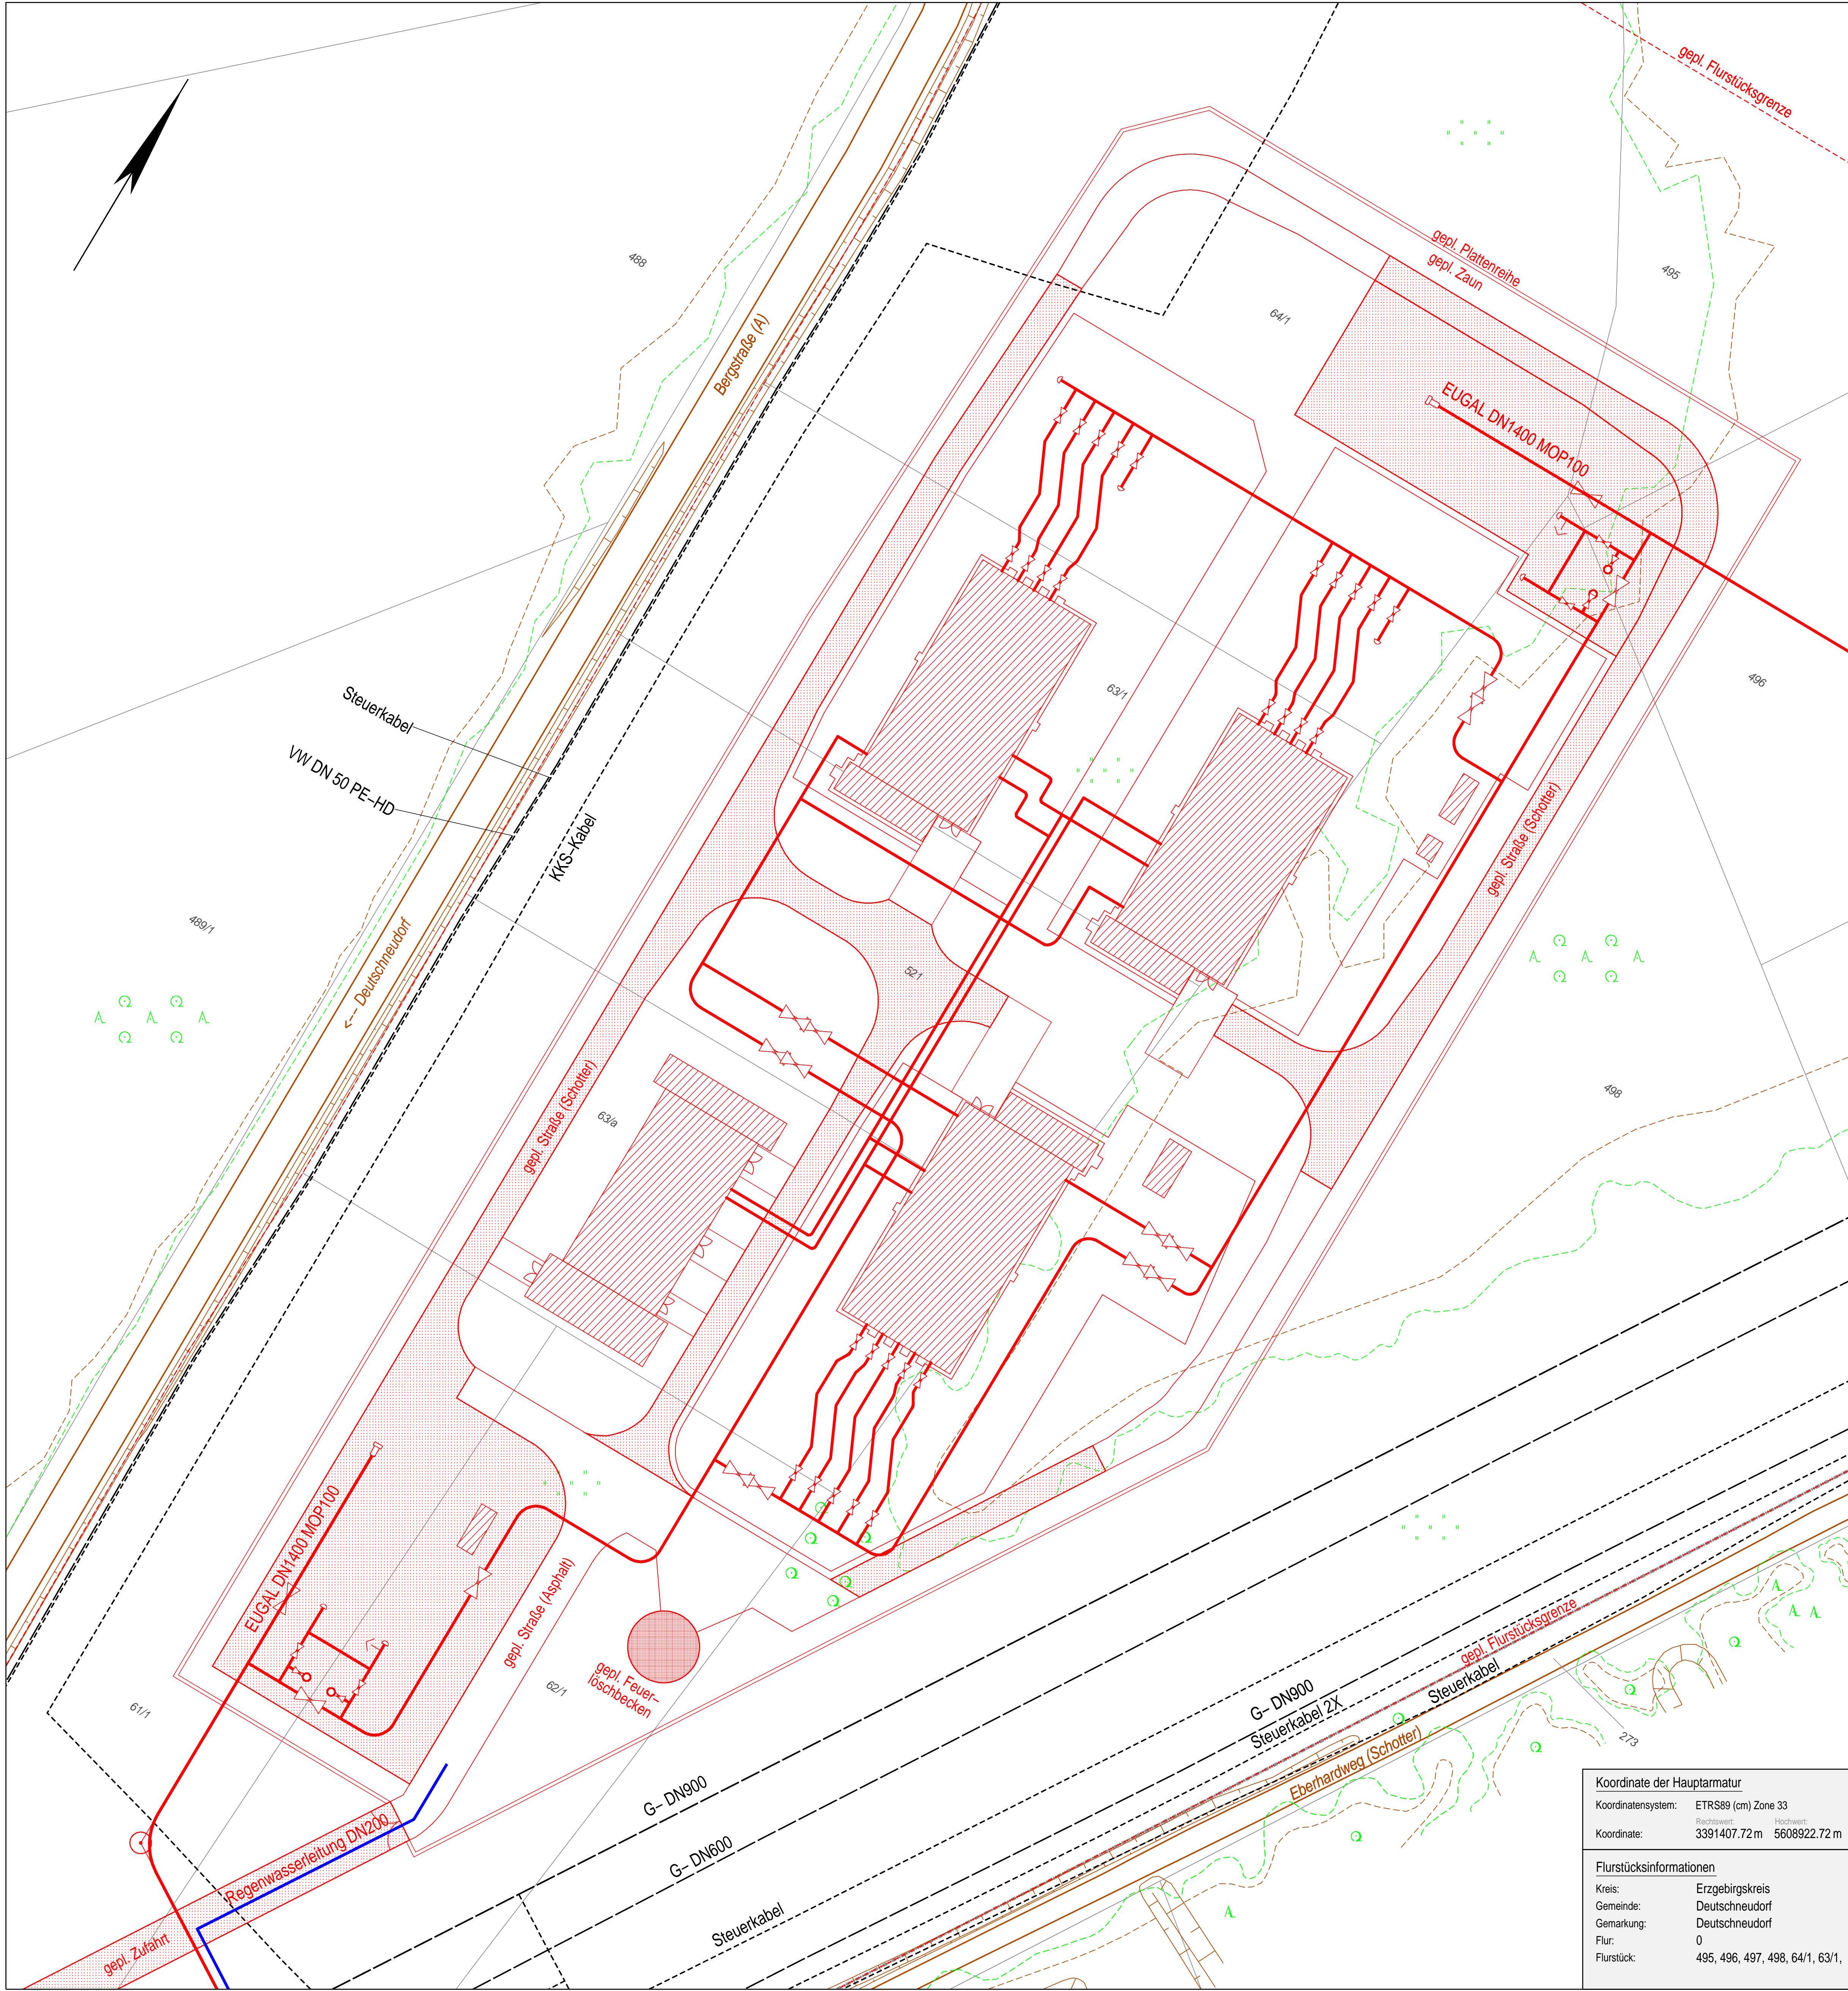 gepl. Flurstücksgrenze
488
gepl. Plattenreihe
gepl. Zaun
495
64/1
Bergstraße (A)
EUGAL DN1400 MOP100
Steuerkabel
VW DN 50 PE-HD
63/1
496
KKS-Kabel
gepl. Straße (Schotter)
489/1
<-- Deutschneudorf
521
gepl. Straße (Schotter)
63/a
498
EUGAL DN1400 MOP100
gepl. Straße (Asphalt)
gepl. Feuer-
löschbecken
62/1
61/1
gepl. Flurstücksgrenze
Steuerkabel
G- DN900
Steuerkabel 2X
Eberhardweg (Schotter)
273
G- DN900
G- DN600
Steuerkabel
Regenwasserleitung DN200
gepl. Zufahrt
Koordinate der Hauptarmatur
Koordinatensystem: ETRS89 (cm) Zone 33
Rechtswert: Hochwert:
Koordinate: 3391407.72 m 5608922.72 m
Flurstücksinformationen
Kreis: Erzgebirgskreis
Gemeinde: Deutschneudorf
Gemarkung: Deutschneudorf
Flur: 0
Flurstück: 495, 496, 497, 498, 64/1, 63/1,